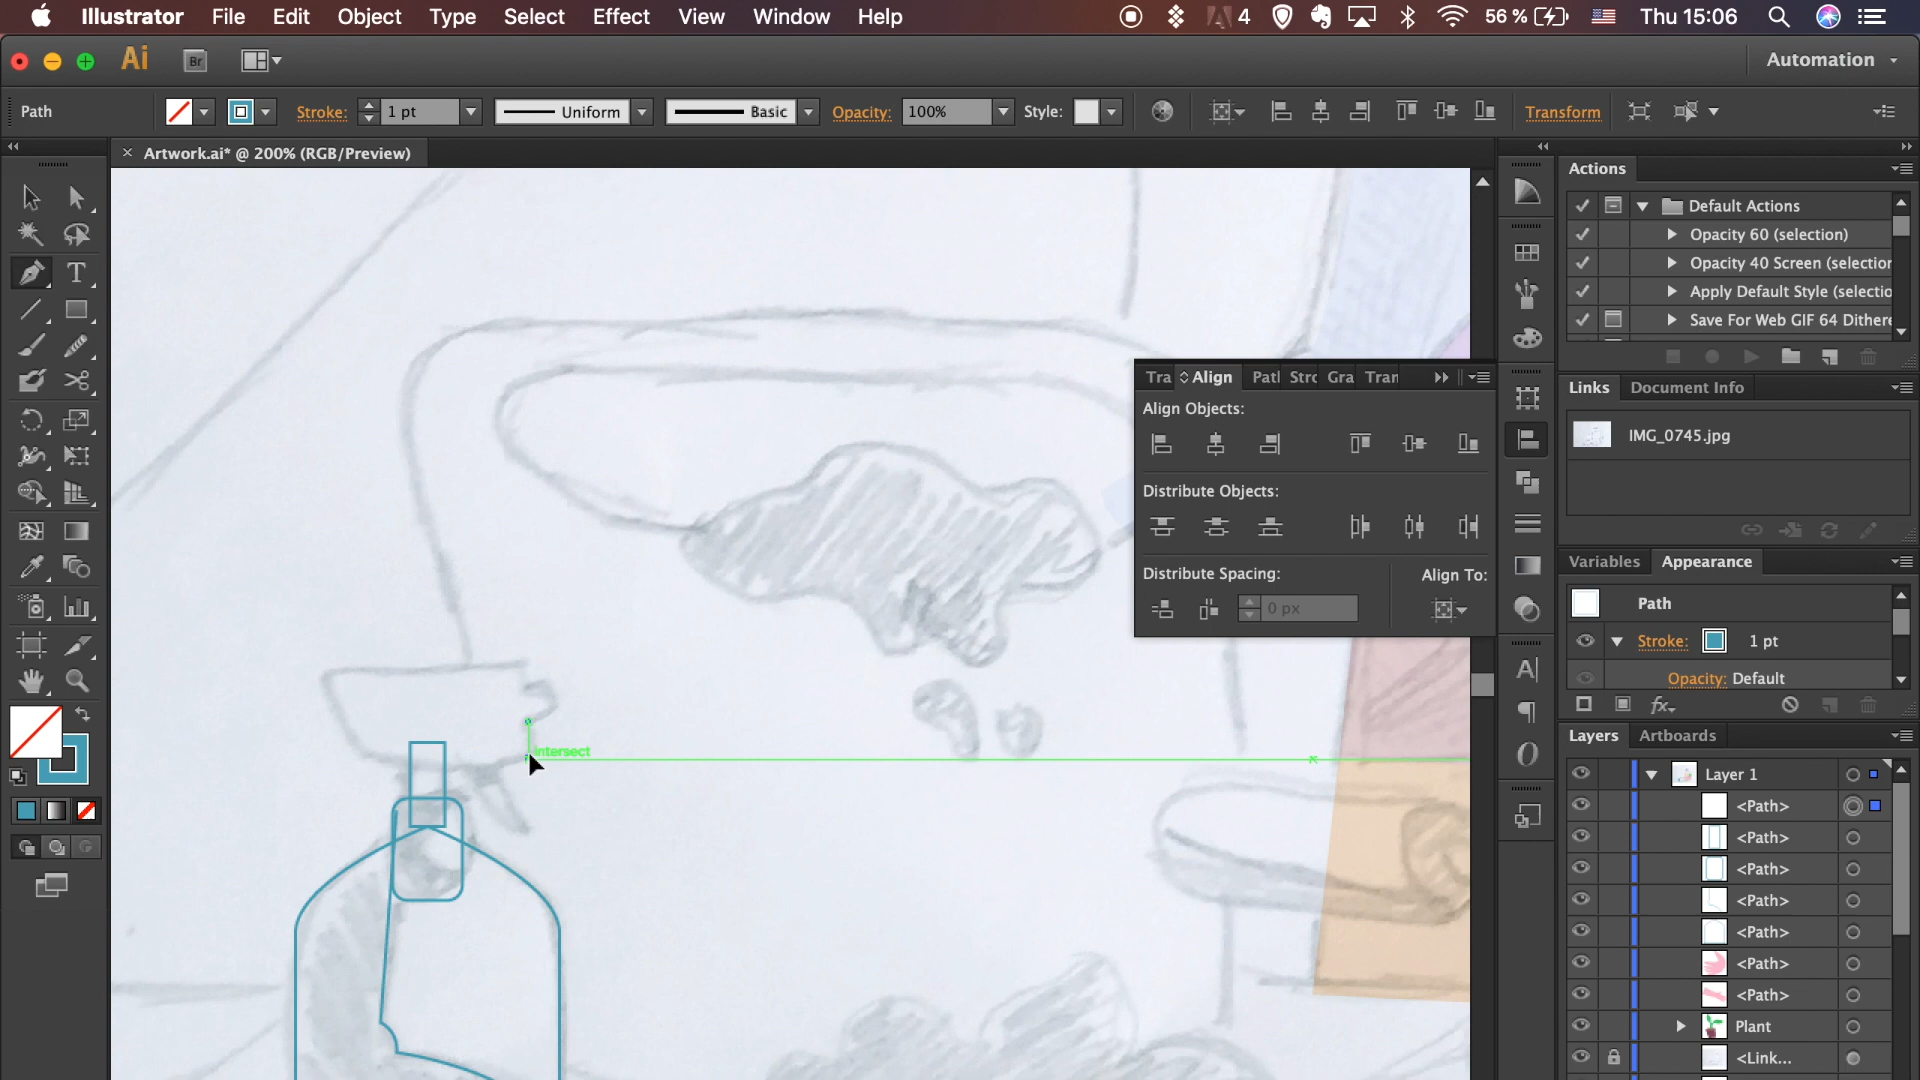 Illustrator File Edit Object Type Select Effect View Window Help 4 56 % Thu 15:06
Ai Br Automation
Path Stroke: 1 pt Uniform Basic Opacity: 100% Style: Transform
× Artwork.ai* @ 200% (RGB/Preview)
Actions
Default Actions
Opacity 60 (selection)
Opacity 40 Screen (selection
Apply Default Style (selectio
Save For Web GIF 64 Dithere
Tra Align Patl Strc Gra Tran
Links Document Info
Align Objects:
IMG_0745.jpg
Distribute Objects:
Variables Appearance
Distribute Spacing: Align To:
0 px
Path
Stroke: 1 pt
Opacity: Default
fx
Layers Artboards
intersect
Layer 1
<Path>
<Path>
<Path>
<Path>
<Path>
<Path>
<Path>
Plant
<Link...